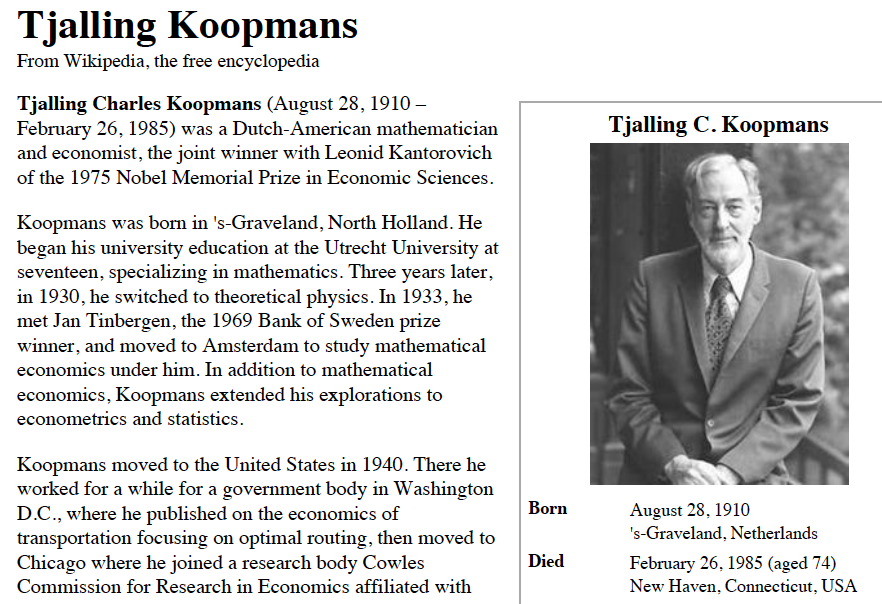 Tjalling Koopmans
From Wikipedia, the free encyclopedia
Tjalling Charles Koopmans (August 28, 1910 –
February 26, 1985) was a Dutch-American mathematician
and economist, the joint winner with Leonid Kantorovich
of the 1975 Nobel Memorial Prize in Economic Sciences.
Koopmans was born in 's-Graveland, North Holland. He
began his university education at the Utrecht University at
seventeen, specializing in mathematics. Three years later,
in 1930, he switched to theoretical physics. In 1933, he
met Jan Tinbergen, the 1969 Bank of Sweden prize
winner, and moved to Amsterdam to study mathematical
economics under him. In addition to mathematical
economics, Koopmans extended his explorations to
econometrics and statistics.
Koopmans moved to the United States in 1940. There he
worked for a while for a government body in Washington
D.C., where he published on the economics of
transportation focusing on optimal routing, then moved to
Chicago where he joined a research body Cowles
Commission for Research in Economics affiliated with
Tjalling C. Koopmans
Born August 28, 1910
's-Graveland, Netherlands
Died February 26, 1985 (aged 74)
New Haven, Connecticut, USA